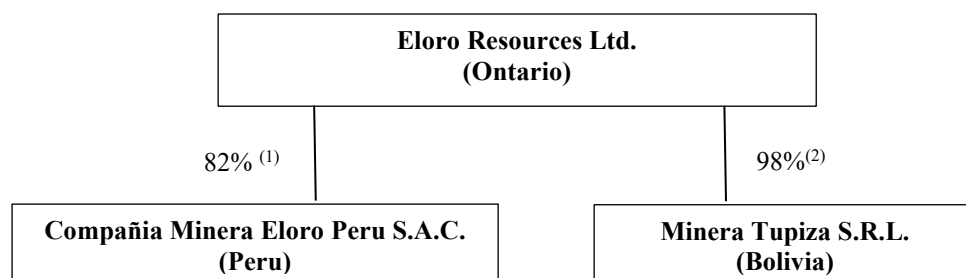 Eloro Resources Ltd.
(Ontario)
82% (1)
98%(2)
Compañia Minera Eloro Peru S.A.C.
(Peru)
Minera Tupiza S.R.L.
(Bolivia)